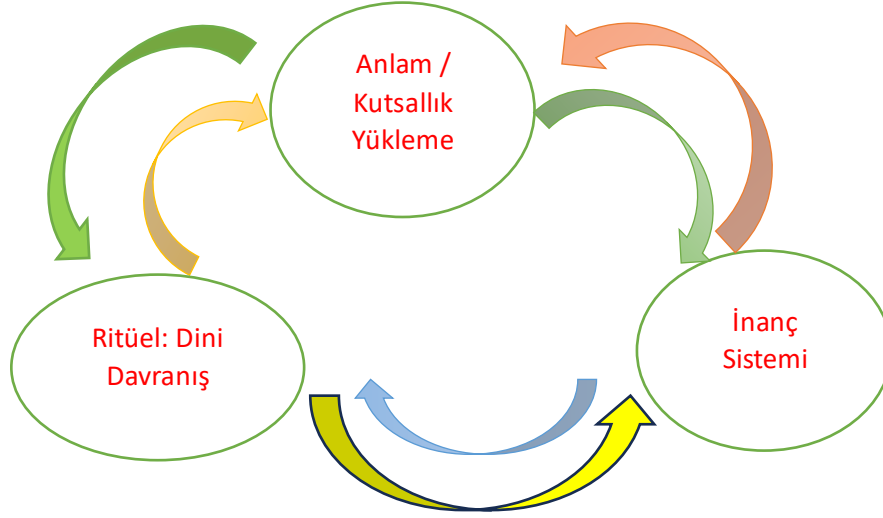 Anlam /
Kutsallık
Yükleme
Ritüel: Dini
Davranış
İnanç
Sistemi